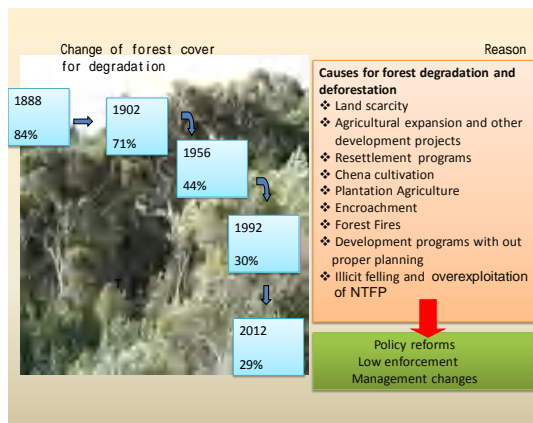 Change of forest cover
for degradation
Reason
1888
84%
1902
71%
1956
44%
1992
30%
2012
29%
Causes for forest degradation and
deforestation
❖ Land scarcity
❖ Agricultural expansion and other
development projects
❖ Resettlement programs
❖ Chena cultivation
❖ Plantation Agriculture
❖ Encroachment
❖ Forest Fires
❖ Development programs with out
proper planning
❖ Illicit felling and overexploitation
of NTFP
Policy reforms
Low enforcement
Management changes